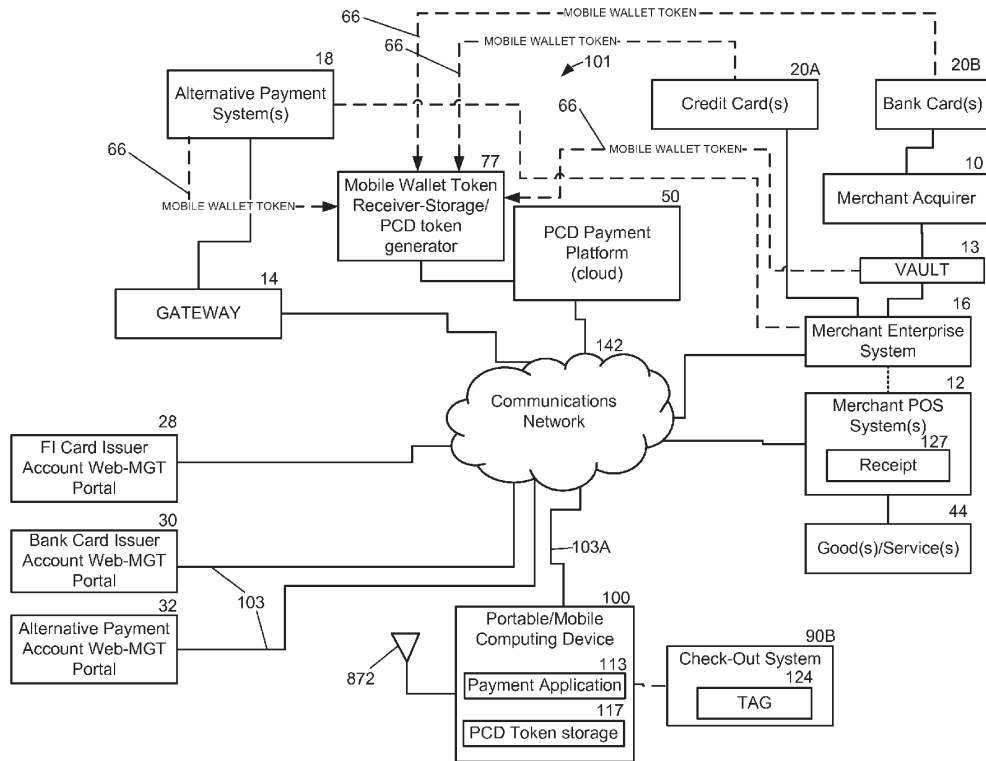 MOBILE WALLET TOKEN
66
66
MOBILE WALLET TOKEN
101
18
Alternative Payment
System(s)
20A
Credit Card(s)
20B
Bank Card(s)
66
MOBILE WALLET TOKEN
66
MOBILE WALLET TOKEN
77
Mobile Wallet Token
Receiver-Storage/
PCD token
generator
10
Merchant Acquirer
50
PCD Payment
Platform
(cloud)
13
VAULT
14
GATEWAY
16
Merchant Enterprise
System
142
Communications
Network
12
Merchant POS
System(s)
127
Receipt
28
FI Card Issuer
Account Web-MGT
Portal
44
Good(s)/Service(s)
30
Bank Card Issuer
Account Web-MGT
Portal
103A
103
32
Alternative Payment
Account Web-MGT
Portal
100
Portable/Mobile
Computing Device
113
Payment Application
117
PCD Token storage
872
90B
Check-Out System
124
TAG